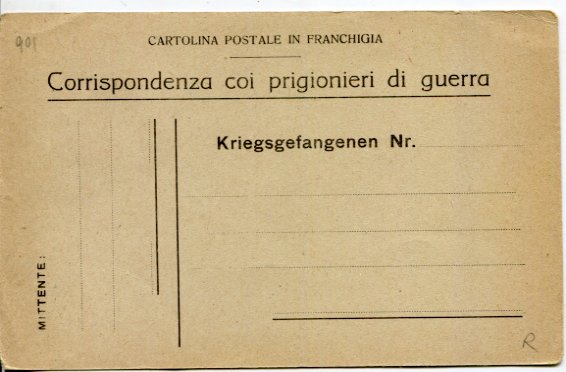 901
CARTOLINA POSTALE IN FRANCHIGIA
Corrispondenza coi prigionieri di guerra
Kriegsgefangenen Nr.
MITTENTE:
R